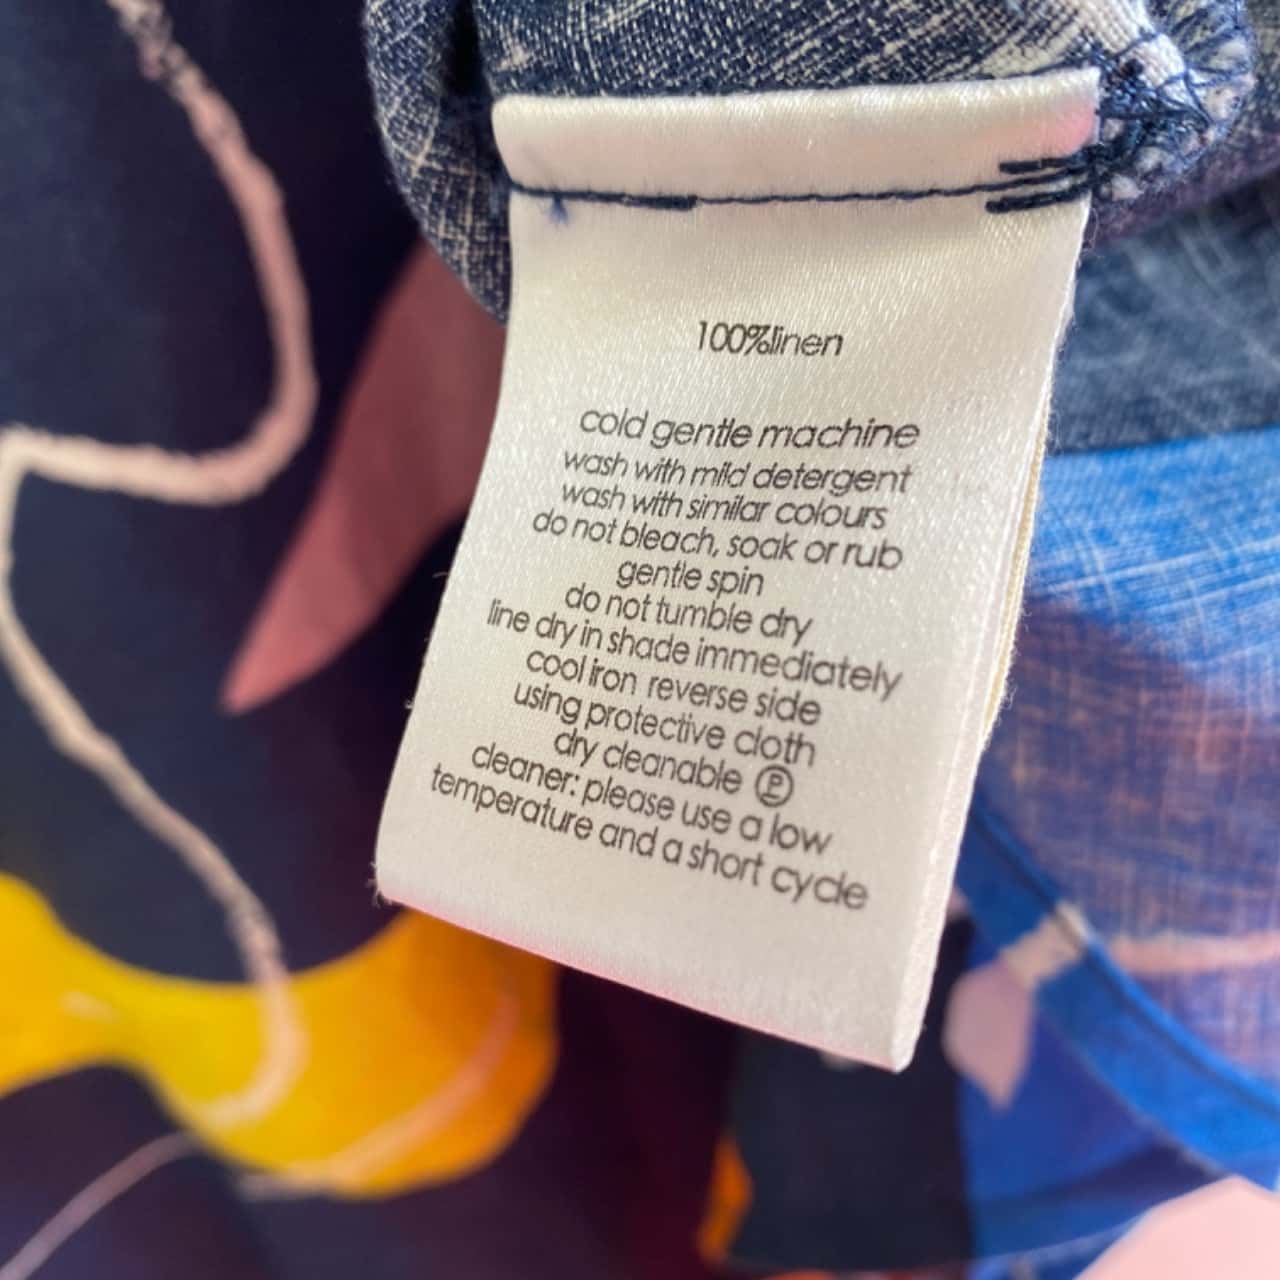 100%linen
cold gentle machine
wash with mild detergent
wash with similar colours
do not bleach, soak or rub
gentle spin
do not tumble dry
line dry in shade immediately
cool iron reverse side
using protective cloth
dry cleanable Ⓟ
cleaner: please use a low
temperature and a short cycle